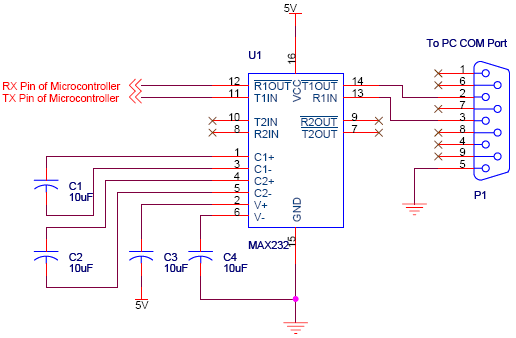 5V
To PC COM Port
U1
16
RX Pin of Microcontroller
TX Pin of Microcontroller
12
11
R1OUT
T1IN
VCC
T1OUT
R1IN
14
13
10
8
T2IN
R2IN
R2OUT
T2OUT
9
7
1
3
4
5
2
6
C1+
C1-
C2+
C2-
V+
V-
GND
15
MAX232
1
6
2
7
3
8
4
9
5
P1
C1
10uF
C2
10uF
C3
10uF
C4
10uF
5V